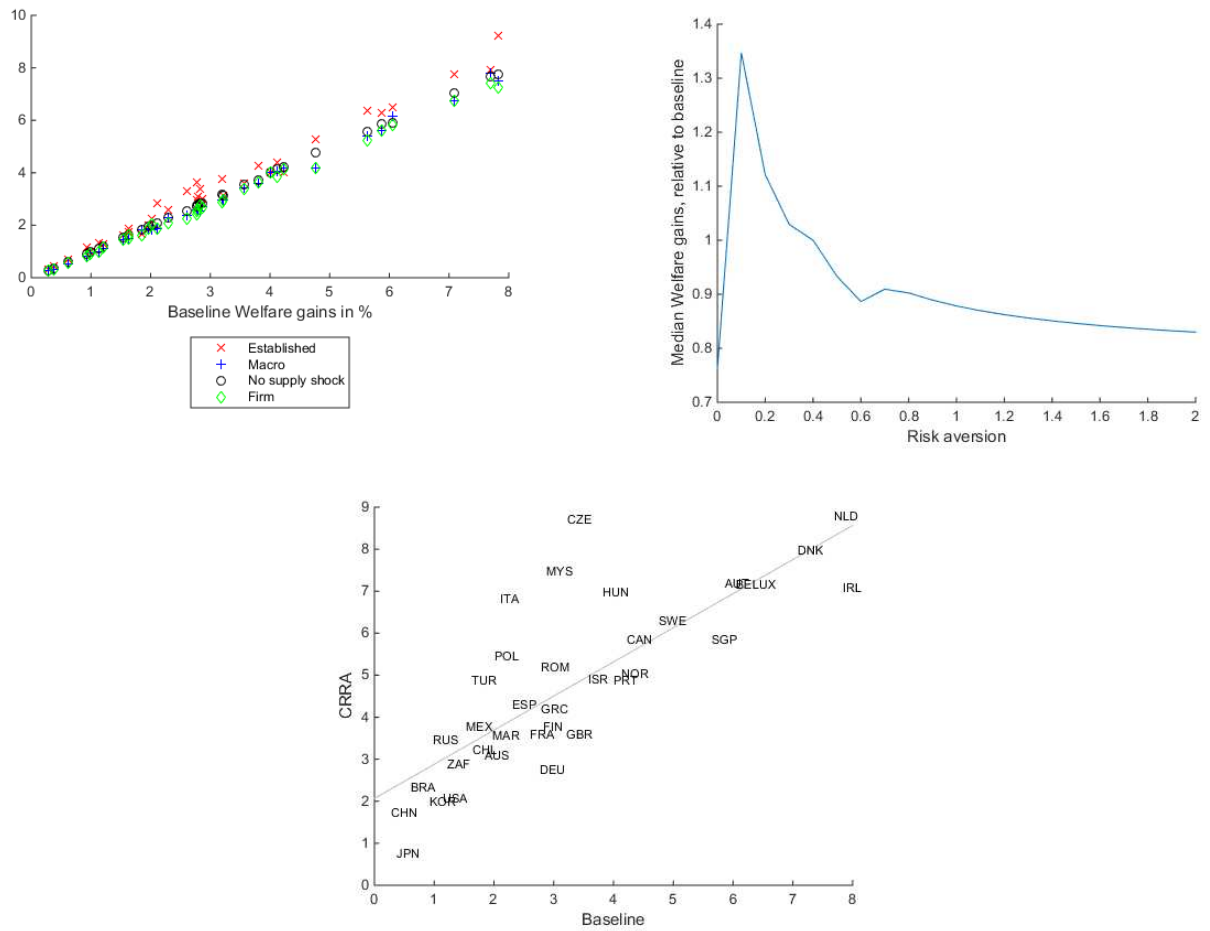 10
8
6
4
2
0
0 1 2 3 4 5 6 7 8
Baseline Welfare gains in %
Established
Macro
No supply shock
Firm
Median Welfare gains, relative to baseline
1.4
1.3
1.2
1.1
1
0.9
0.8
0.7
0 0.2 0.4 0.6 0.8 1 1.2 1.4 1.6 1.8 2
Risk aversion
CRRA
9
8
7
6
5
4
3
2
1
0
CZE
NLD
DNK
MYS
AUT
BELUX
IRL
HUN
ITA
SWE
CAN
SGP
POL
ROM
NOR
TUR
ISR
PRT
ESP
GRC
MEX
FIN
RUS
MAR
FRA
GBR
CHL
AUS
ZAF
DEU
BRA
KOR
USA
CHN
JPN
0 1 2 3 4 5 6 7 8
Baseline